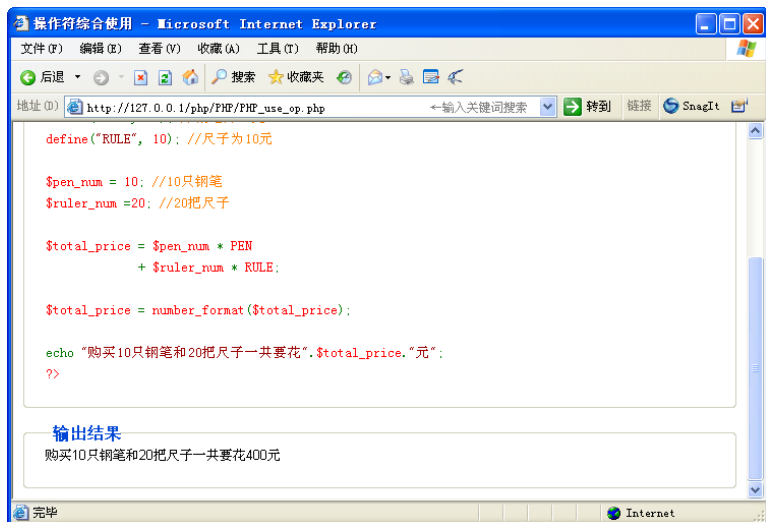 操作符综合使用 - Microsoft Internet Explorer
文件(F) 编辑(E) 查看(V) 收藏(A) 工具(T) 帮助(H)
后退 搜索 收藏夹
地址(D) http://127.0.0.1/php/PHP/PHP_use_op.php ←输入关键词搜索 转到 链接 SnagIt
define("RULE", 10); //尺子为10元
$pen_num = 10; //10只钢笔
$ruler_num =20; //20把尺子
$total_price = $pen_num * PEN
+ $ruler_num * RULE;
$total_price = number_format($total_price);
echo "购买10只钢笔和20把尺子一共要花".$total_price."元";
?>
输出结果
购买10只钢笔和20把尺子一共要花400元
完毕 Internet